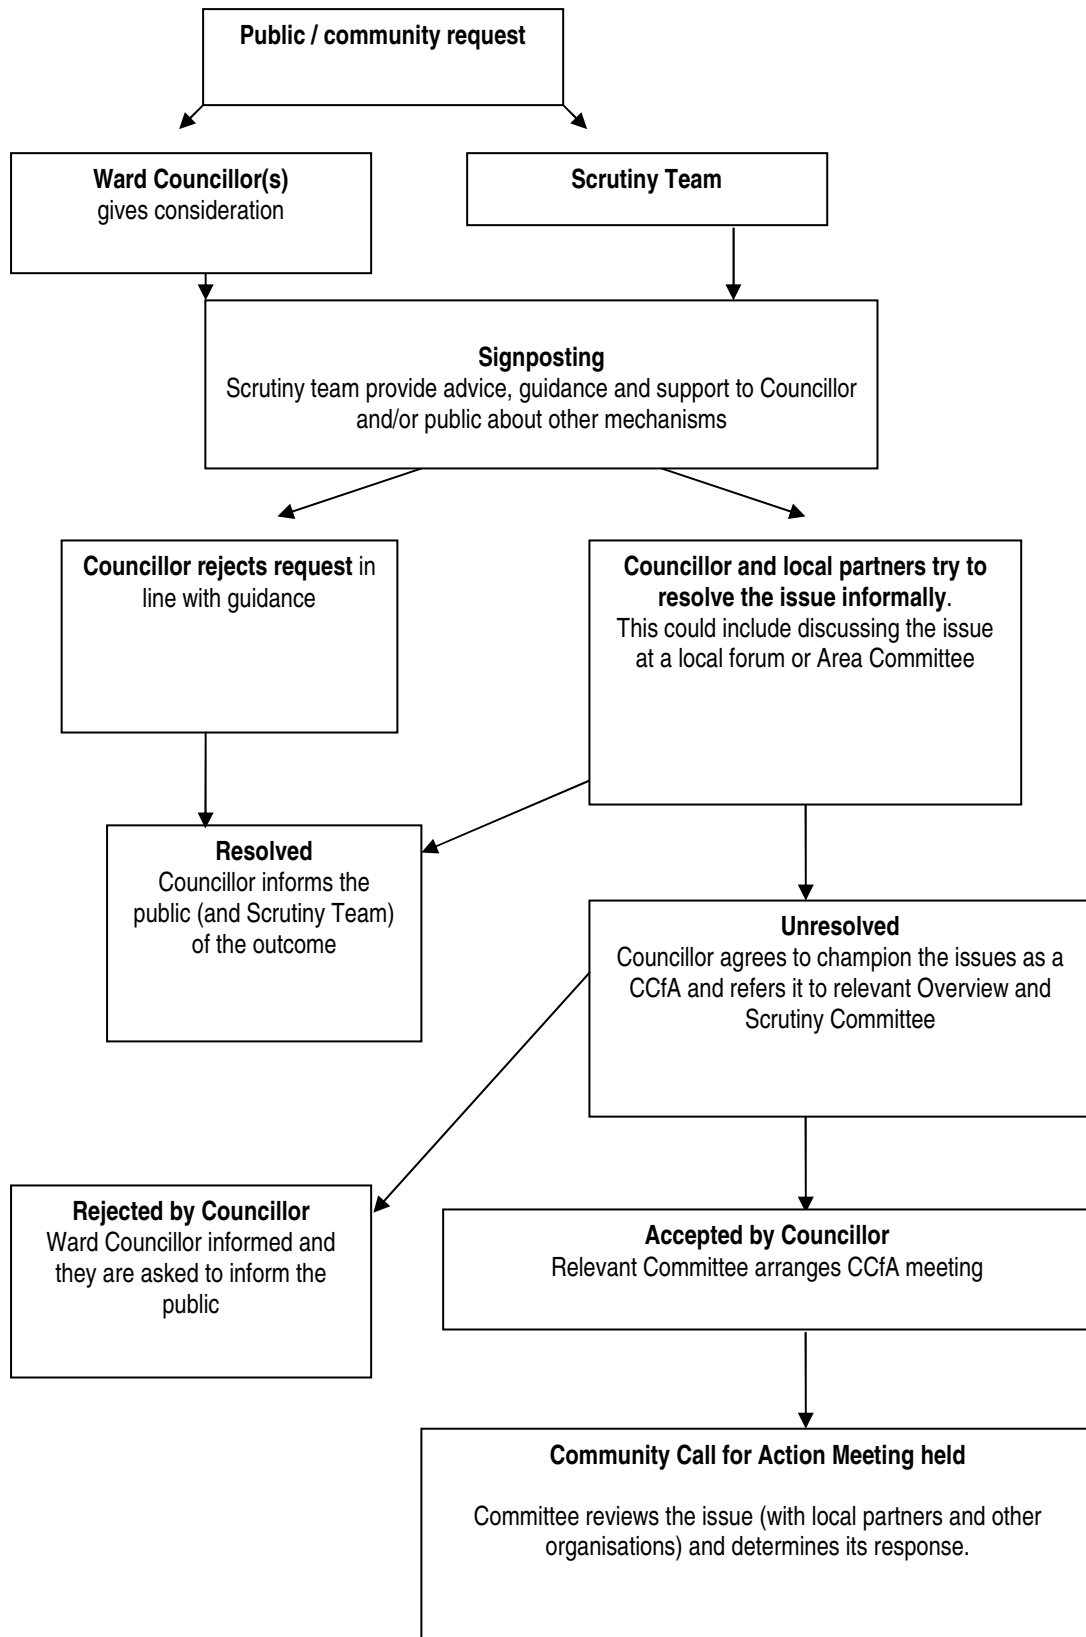 Public / community request
Ward Councillor(s)
gives consideration
Scrutiny Team
Signposting
Scrutiny team provide advice, guidance and support to Councillor
and/or public about other mechanisms
Councillor rejects request in
line with guidance
Councillor and local partners try to
resolve the issue informally.
This could include discussing the issue
at a local forum or Area Committee
Resolved
Councillor informs the
public (and Scrutiny Team)
of the outcome
Unresolved
Councillor agrees to champion the issues as a
CCfA and refers it to relevant Overview and
Scrutiny Committee
Rejected by Councillor
Ward Councillor informed and
they are asked to inform the
public
Accepted by Councillor
Relevant Committee arranges CCfA meeting
Community Call for Action Meeting held
Committee reviews the issue (with local partners and other
organisations) and determines its response.